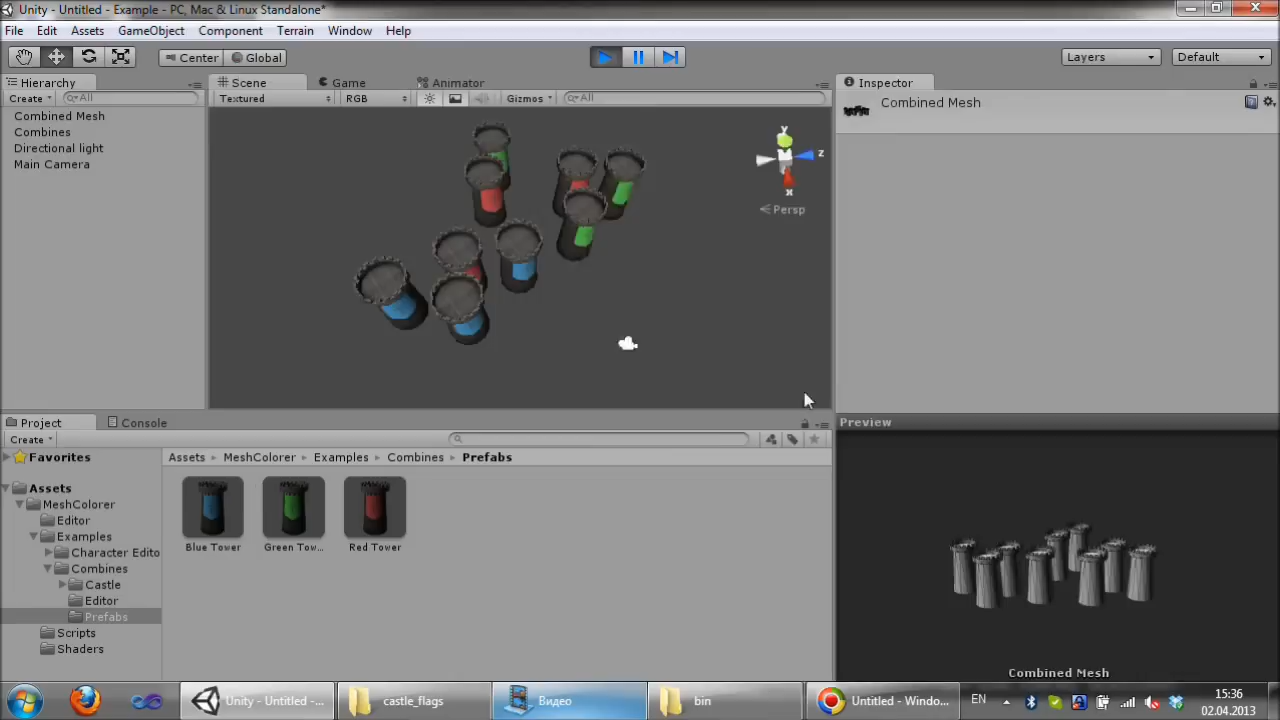 Unity - Untitled - Example - PC, Mac & Linux Standalone*
File Edit Assets GameObject Component Terrain Window Help
Center Global Layers Default
Hierarchy
Create All
Combined Mesh
Combines
Directional light
Main Camera
Scene Game Animator
Textured RGB Gizmos All
y
z
x
Persp
Inspector
Combined Mesh
Project Console
Create
Favorites
Assets
MeshColorer
Editor
Examples
Character Edito
Combines
Castle
Editor
Prefabs
Scripts
Shaders
Assets MeshColorer Examples Combines Prefabs
Blue Tower Green Tow... Red Tower
Preview
Combined Mesh
Unity - Untitled -... castle_flags Видео bin Untitled - Windo... EN 15:36
02.04.2013